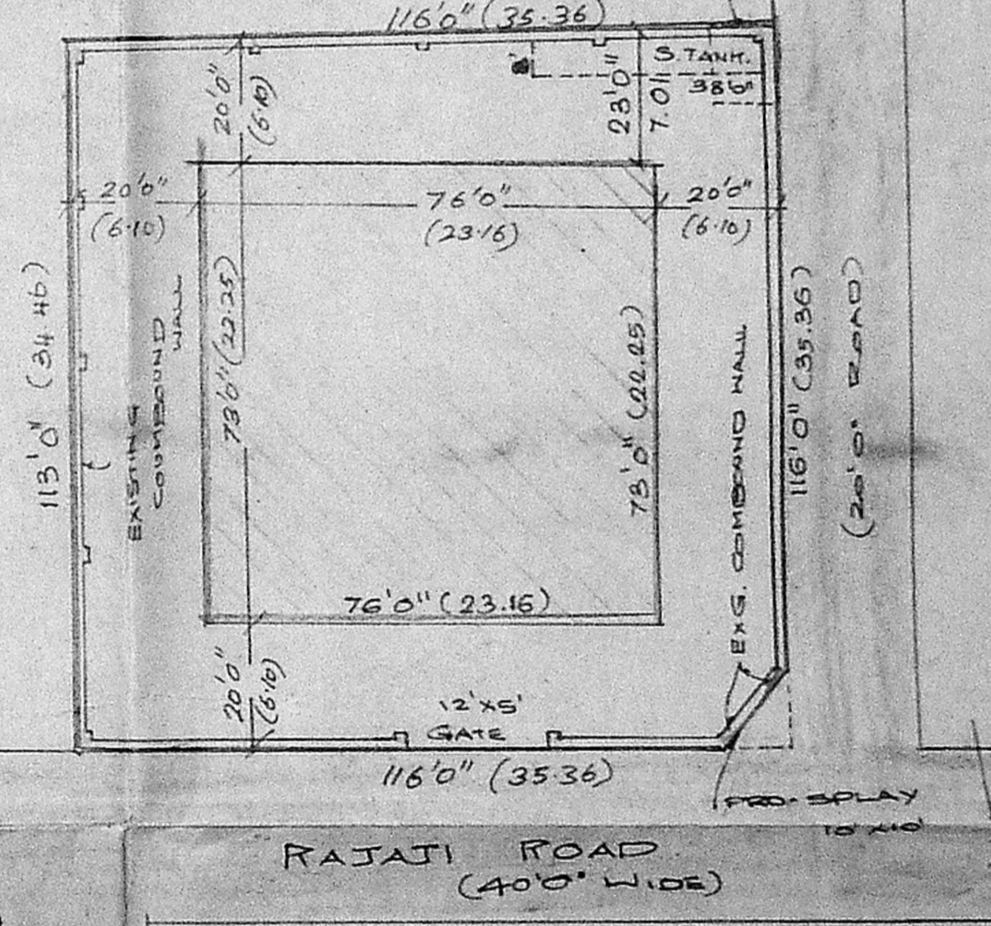 116'0" (35.36)
S. TANK.
20'0"
(6.10)
23'0"
7.01
20'0"
(6.10)
76'0"
(23.16)
20'0"
(6.10)
113'0" (34.46)
EXISTING
COUMBOUND
WALL
73'0" (22.25)
73'0" (22.25)
EXG. COMBOUND WALL
116'0" (35.36)
(20'0" ROAD)
76'0" (23.16)
20'0"
(6.10)
12'X5'
GATE
116'0" (35.36)
PRO-SPLAY
10'X10'
RAJAJI ROAD
(40'0" WIDE)